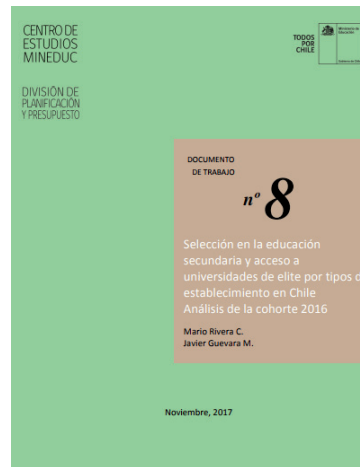 CENTRO DE
ESTUDIOS
MINEDUC
TODOS
POR
CHILE
DIVISIÓN DE
PLANIFICACIÓN
Y PRESUPUESTO
DOCUMENTO
DE TRABAJO
nº 8
Selección en la educación
secundaria y acceso a
universidades de elite por tipos d
establecimiento en Chile
Análisis de la cohorte 2016
Mario Rivera C.
Javier Guevara M.
Noviembre, 2017